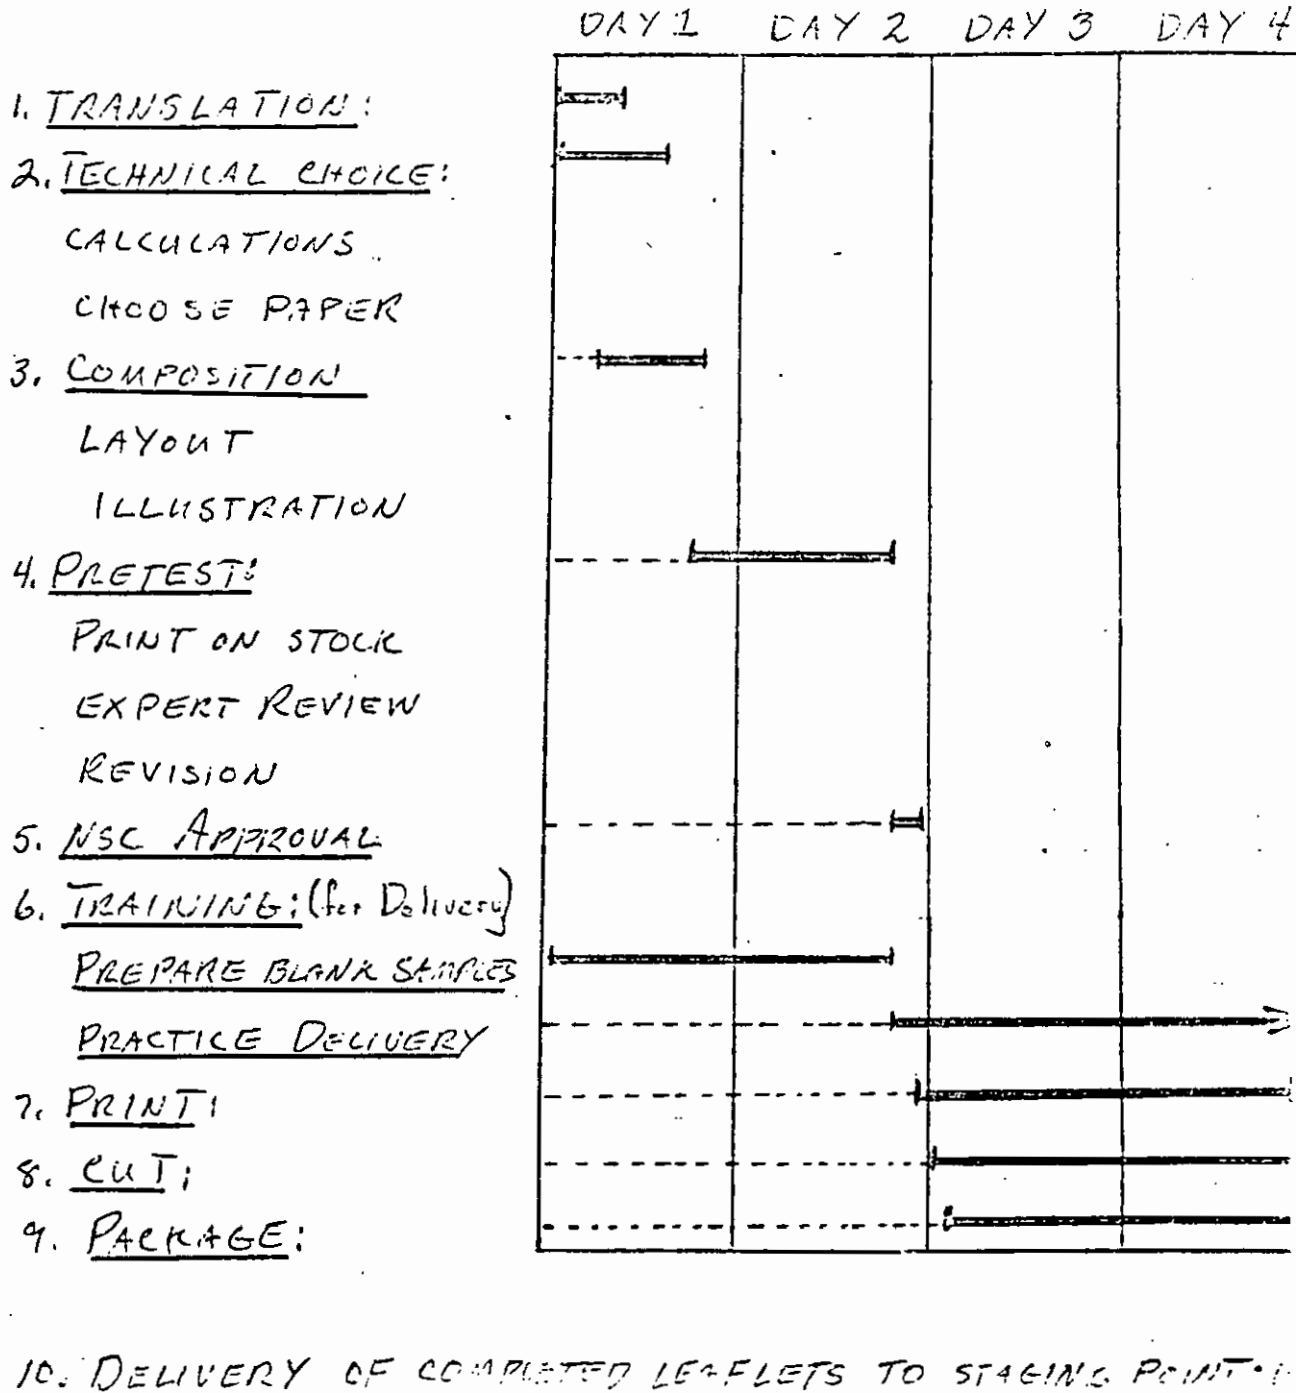 DAY 1 DAY 2 DAY 3 DAY 4
1. TRANSLATION:
2. TECHNICAL CHOICE:
CALCULATIONS
CHOOSE PAPER
3. COMPOSITION
LAYOUT
ILLUSTRATION
4. PRETEST:
PRINT ON STOCK
EXPERT REVIEW
REVISION
5. NSC APPROVAL
6. TRAINING: (for Delivery)
PREPARE BLANK SAMPLES
PRACTICE DELIVERY
7. PRINT:
8. CUT:
9. PACKAGE:
10. DELIVERY OF COMPLETED LEAFLETS TO STAGING POINT: